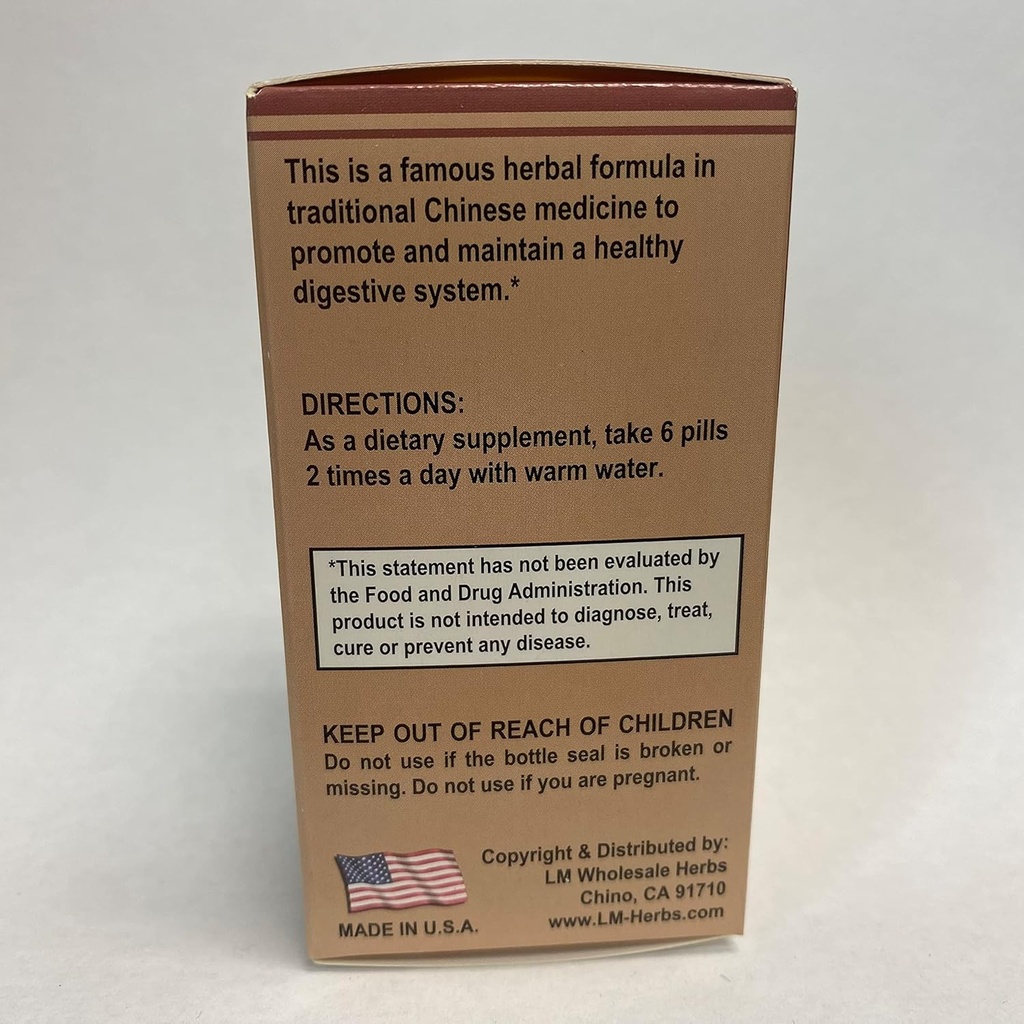 This is a famous herbal formula in
traditional Chinese medicine to
promote and maintain a healthy
digestive system.*
DIRECTIONS:
As a dietary supplement, take 6 pills
2 times a day with warm water.
*This statement has not been evaluated by
the Food and Drug Administration. This
product is not intended to diagnose, treat,
cure or prevent any disease.
KEEP OUT OF REACH OF CHILDREN
Do not use if the bottle seal is broken or
missing. Do not use if you are pregnant.
MADE IN U.S.A.
Copyright & Distributed by:
LM Wholesale Herbs
Chino, CA 91710
www.LM-Herbs.com